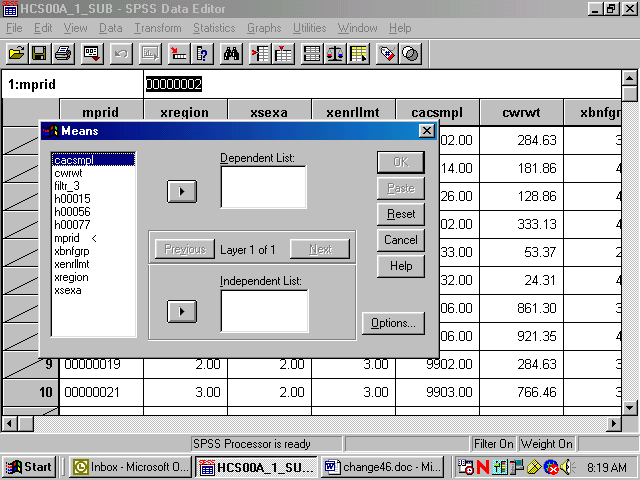 HCS00A_1_SUB - SPSS Data Editor
File Edit View Data Transform Statistics Graphs Utilities Window Help
1:mprid 00000002
mprid xregion xsexa xenrllmt cacsmpl cwrwt xbnfgr
Means
cacsmpl
cwrwt
filtr_3
h00015
h00056
h00077
mprid <
xbnfgrp
xenrllmt
xregion
xsexa
Dependent List:
Previous Layer 1 of 1 Next
Independent List:
OK
Paste
Reset
Cancel
Help
Options...
02.00 284.63 3
14.00 181.86 4
26.00 128.86 4
02.00 333.13 4
33.00 53.37 2
32.00 24.31 4
06.00 861.30 3
06.00 921.35 4
9 00000019 2.00 2.00 3.00 9902.00 284.63 3
10 00000021 3.00 2.00 3.00 9903.00 766.46 3
SPSS Processor is ready Filter On Weight On
Start Inbox - Microsoft O... HCS00A_1_SU... change46.doc - Mi... 8:19 AM